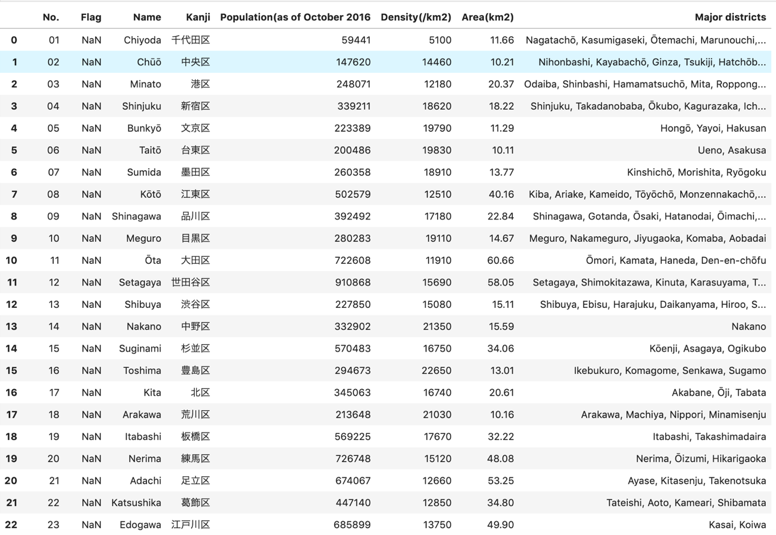 No. Flag Name Kanji Population(as of October 2016 Density(/km2) Area(km2) Major districts
0 01 NaN Chiyoda 千代田区 59441 5100 11.66 Nagatachō, Kasumigaseki, Ōtemachi, Marunouchi,...
1 02 NaN Chūō 中央区 147620 14460 10.21 Nihonbashi, Kayabachō, Ginza, Tsukiji, Hatchōb...
2 03 NaN Minato 港区 248071 12180 20.37 Odaiba, Shinbashi, Hamamatsuchō, Mita, Roppong...
3 04 NaN Shinjuku 新宿区 339211 18620 18.22 Shinjuku, Takadanobaba, Ōkubo, Kagurazaka, Ich...
4 05 NaN Bunkyō 文京区 223389 19790 11.29 Hongō, Yayoi, Hakusan
5 06 NaN Taitō 台東区 200486 19830 10.11 Ueno, Asakusa
6 07 NaN Sumida 墨田区 260358 18910 13.77 Kinshichō, Morishita, Ryōgoku
7 08 NaN Kōtō 江東区 502579 12510 40.16 Kiba, Ariake, Kameido, Tōyōchō, Monzennakachō,...
8 09 NaN Shinagawa 品川区 392492 17180 22.84 Shinagawa, Gotanda, Ōsaki, Hatanodai, Ōimachi,...
9 10 NaN Meguro 目黒区 280283 19110 14.67 Meguro, Nakameguro, Jiyugaoka, Komaba, Aobadai
10 11 NaN Ōta 大田区 722608 11910 60.66 Ōmori, Kamata, Haneda, Den-en-chōfu
11 12 NaN Setagaya 世田谷区 910868 15690 58.05 Setagaya, Shimokitazawa, Kinuta, Karasuyama, T...
12 13 NaN Shibuya 渋谷区 227850 15080 15.11 Shibuya, Ebisu, Harajuku, Daikanyama, Hiroo, S...
13 14 NaN Nakano 中野区 332902 21350 15.59 Nakano
14 15 NaN Suginami 杉並区 570483 16750 34.06 Kōenji, Asagaya, Ogikubo
15 16 NaN Toshima 豊島区 294673 22650 13.01 Ikebukuro, Komagome, Senkawa, Sugamo
16 17 NaN Kita 北区 345063 16740 20.61 Akabane, Ōji, Tabata
17 18 NaN Arakawa 荒川区 213648 21030 10.16 Arakawa, Machiya, Nippori, Minamisenju
18 19 NaN Itabashi 板橋区 569225 17670 32.22 Itabashi, Takashimadaira
19 20 NaN Nerima 練馬区 726748 15120 48.08 Nerima, Ōizumi, Hikarigaoka
20 21 NaN Adachi 足立区 674067 12660 53.25 Ayase, Kitasenju, Takenotsuka
21 22 NaN Katsushika 葛飾区 447140 12850 34.80 Tateishi, Aoto, Kameari, Shibamata
22 23 NaN Edogawa 江戸川区 685899 13750 49.90 Kasai, Koiwa